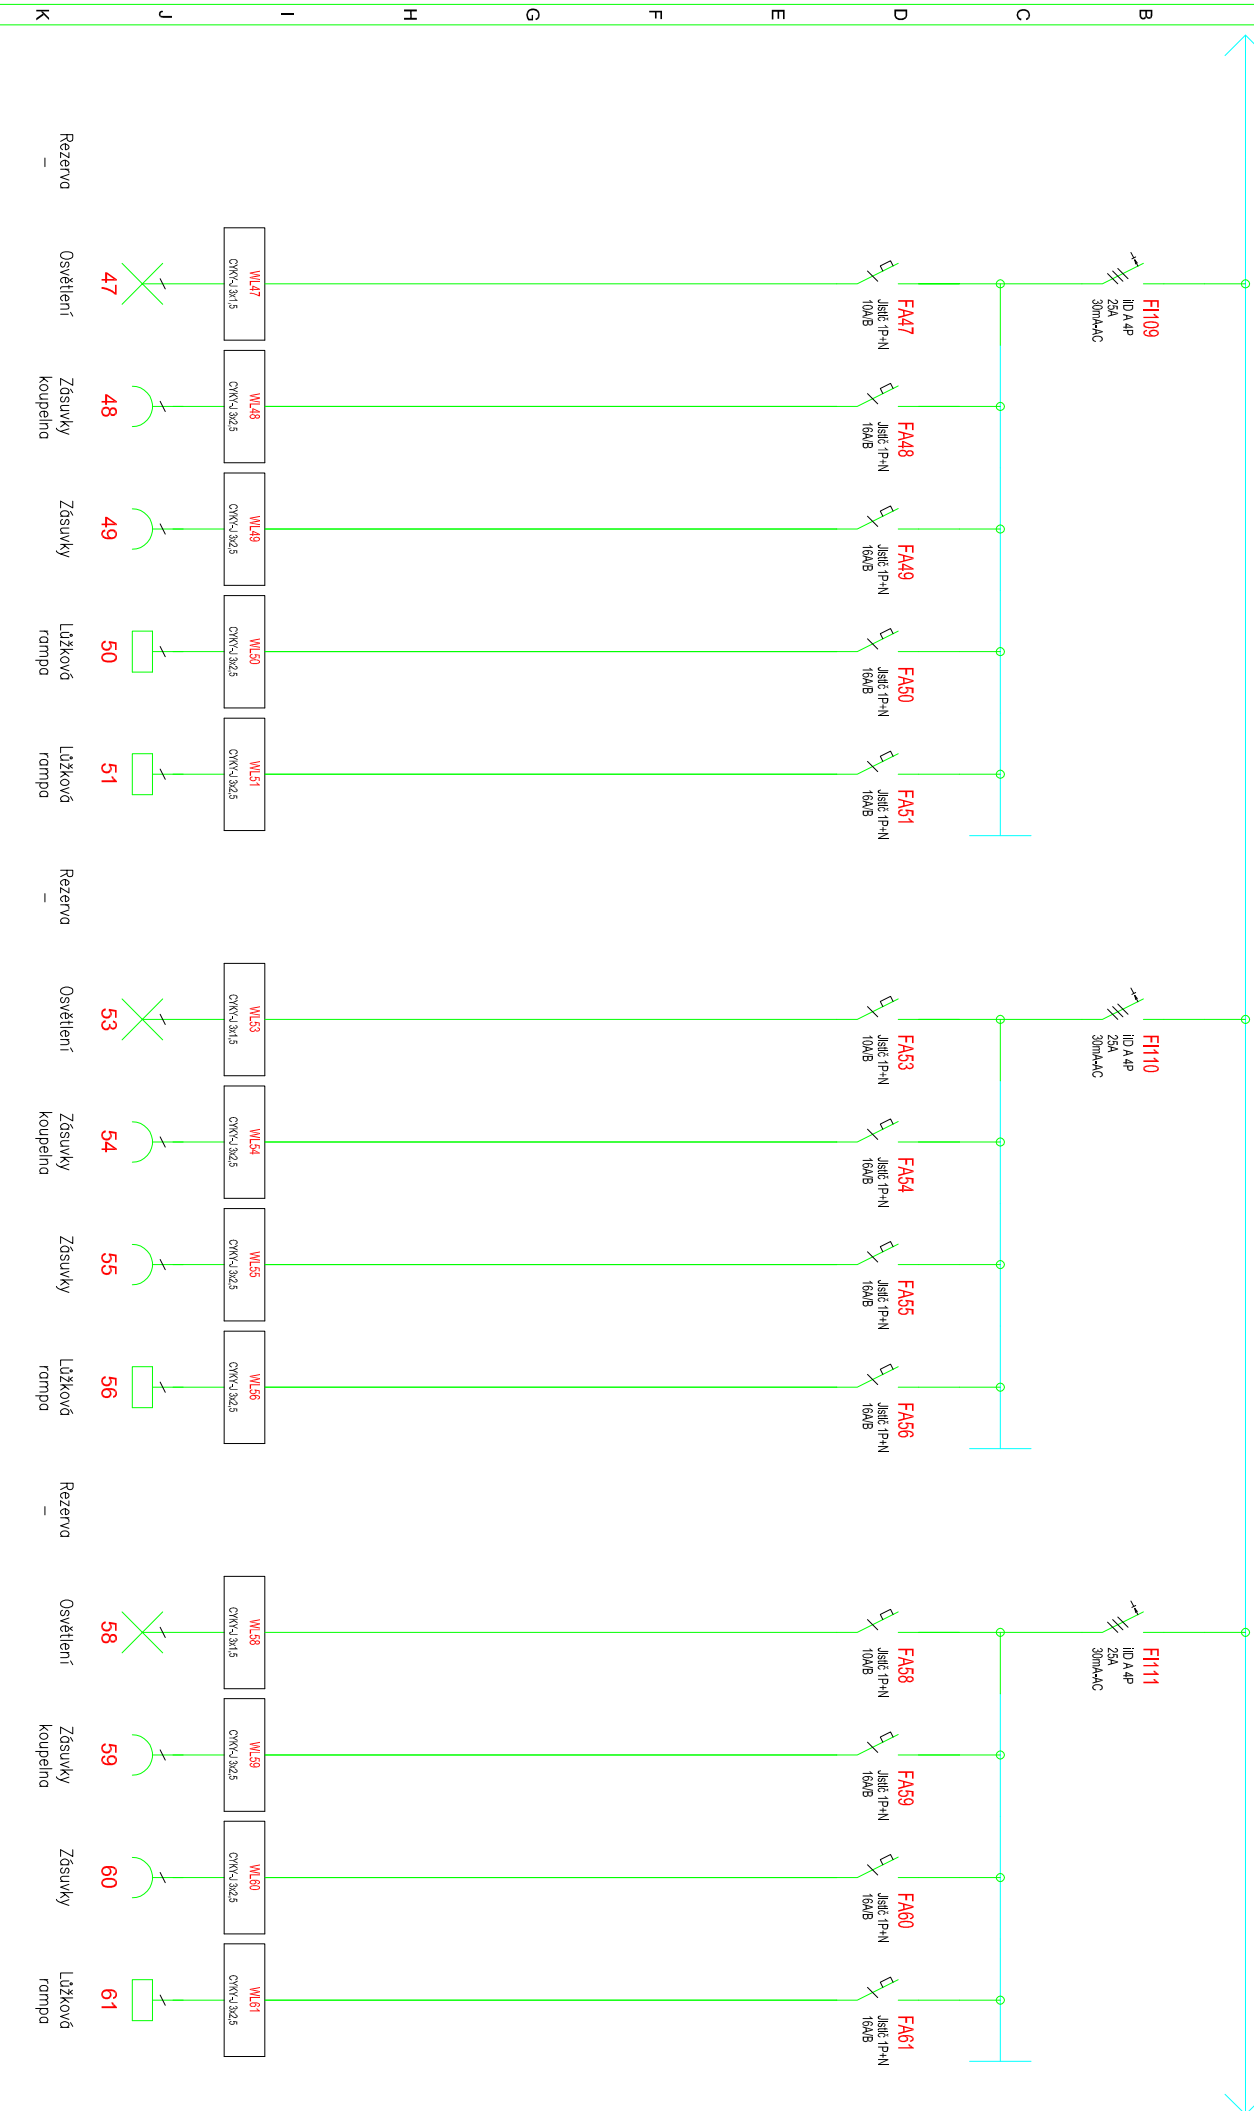 B
C
D
E
F
G
H
I
J
K
FI109
iID A 4P
25A
30mA-AC
FI110
iID A 4P
25A
30mA-AC
FI111
iID A 4P
25A
30mA-AC
FA47
Jistič 1P+N
10A/B
FA48
Jistič 1P+N
16A/B
FA49
Jistič 1P+N
16A/B
FA50
Jistič 1P+N
16A/B
FA51
Jistič 1P+N
16A/B
FA53
Jistič 1P+N
10A/B
FA54
Jistič 1P+N
16A/B
FA55
Jistič 1P+N
16A/B
FA56
Jistič 1P+N
16A/B
FA58
Jistič 1P+N
10A/B
FA59
Jistič 1P+N
16A/B
FA60
Jistič 1P+N
16A/B
FA61
Jistič 1P+N
16A/B
WL47
CYKY-J 3x1,5
WL48
CYKY-J 3x2,5
WL49
CYKY-J 3x2,5
WL50
CYKY-J 3x2,5
WL51
CYKY-J 3x2,5
WL53
CYKY-J 3x1,5
WL54
CYKY-J 3x2,5
WL55
CYKY-J 3x2,5
WL56
CYKY-J 3x2,5
WL58
CYKY-J 3x1,5
WL59
CYKY-J 3x2,5
WL60
CYKY-J 3x2,5
WL61
CYKY-J 3x2,5
Rezerva
-
47
Osvětlení
48
Zásuvky
koupelna
49
Zásuvky
50
Lůžková
rampa
51
Lůžková
rampa
Rezerva
-
53
Osvětlení
54
Zásuvky
koupelna
55
Zásuvky
56
Lůžková
rampa
Rezerva
-
58
Osvětlení
59
Zásuvky
koupelna
60
Zásuvky
61
Lůžková
rampa